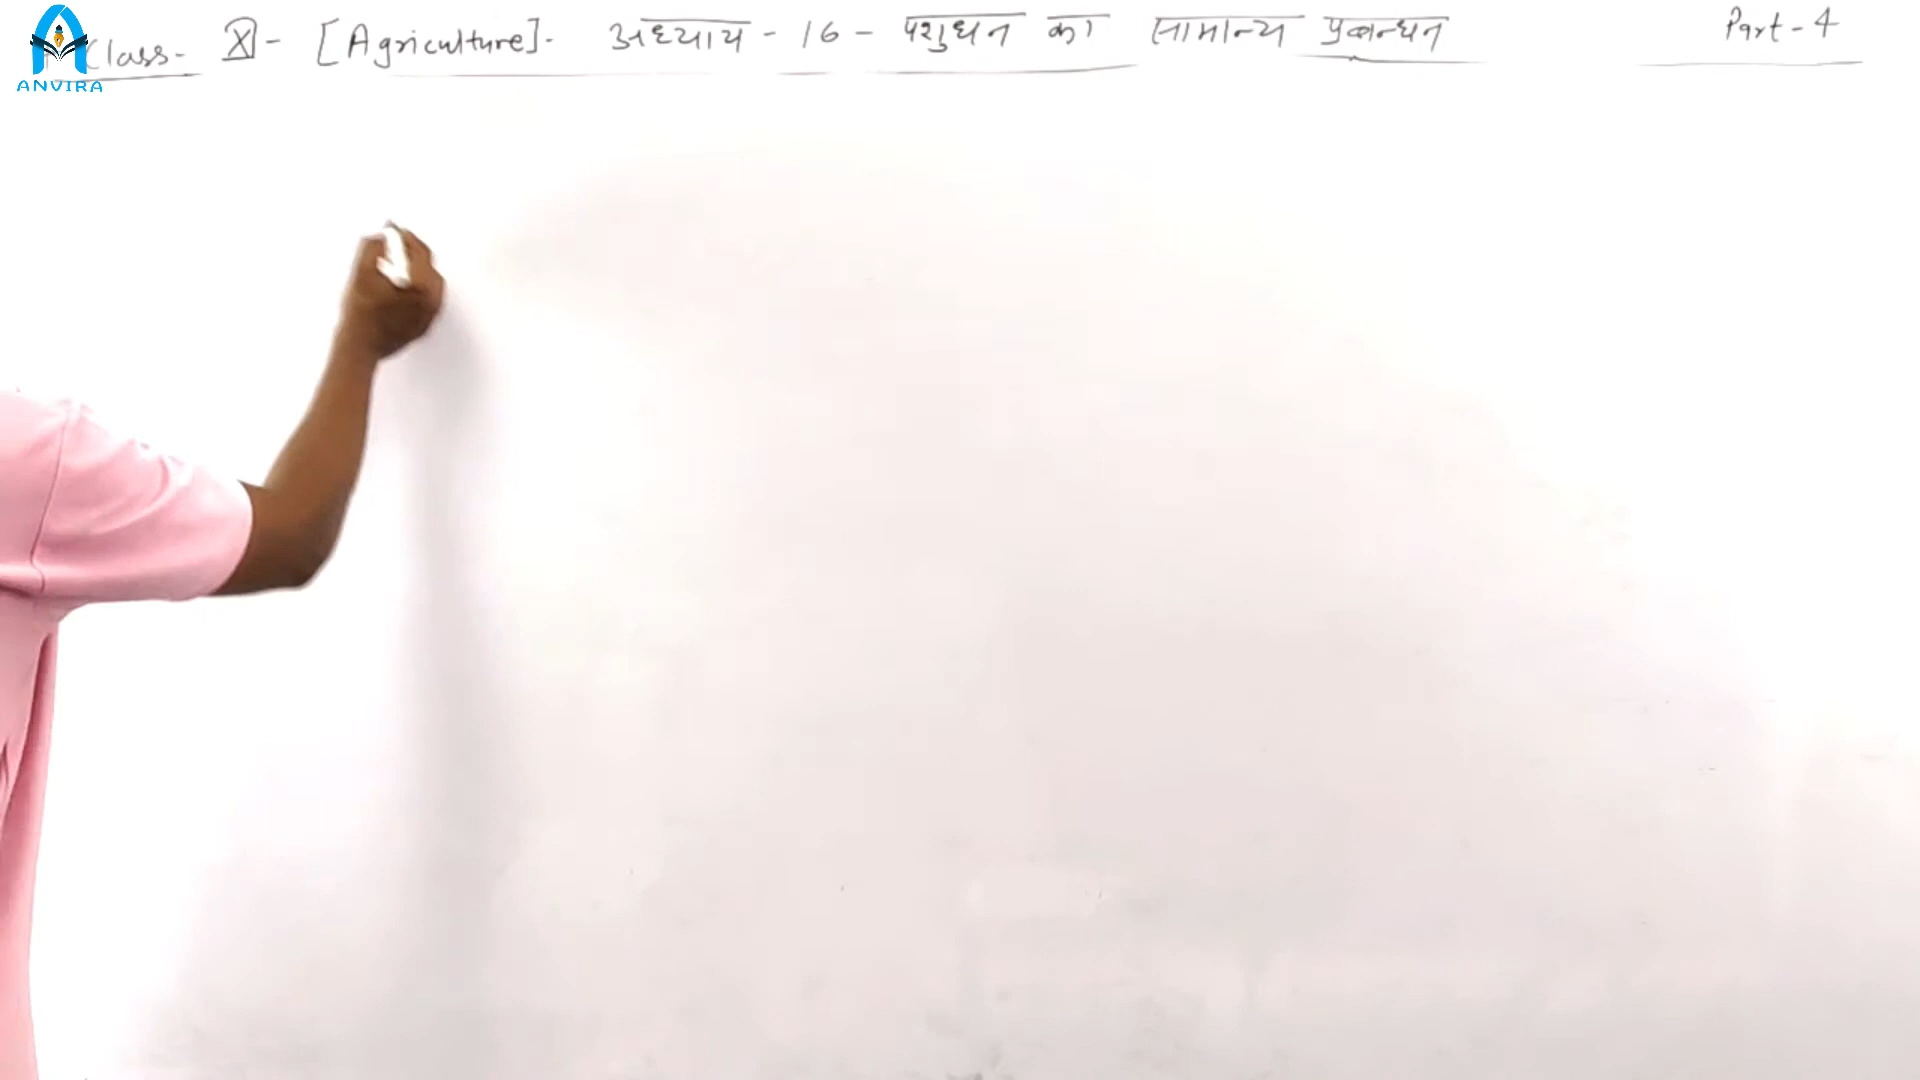 Class- X - [Agriculture]- अध्याय - 16 - पशुधन का सामान्य प्रबन्धन Part-4
ANVIRA